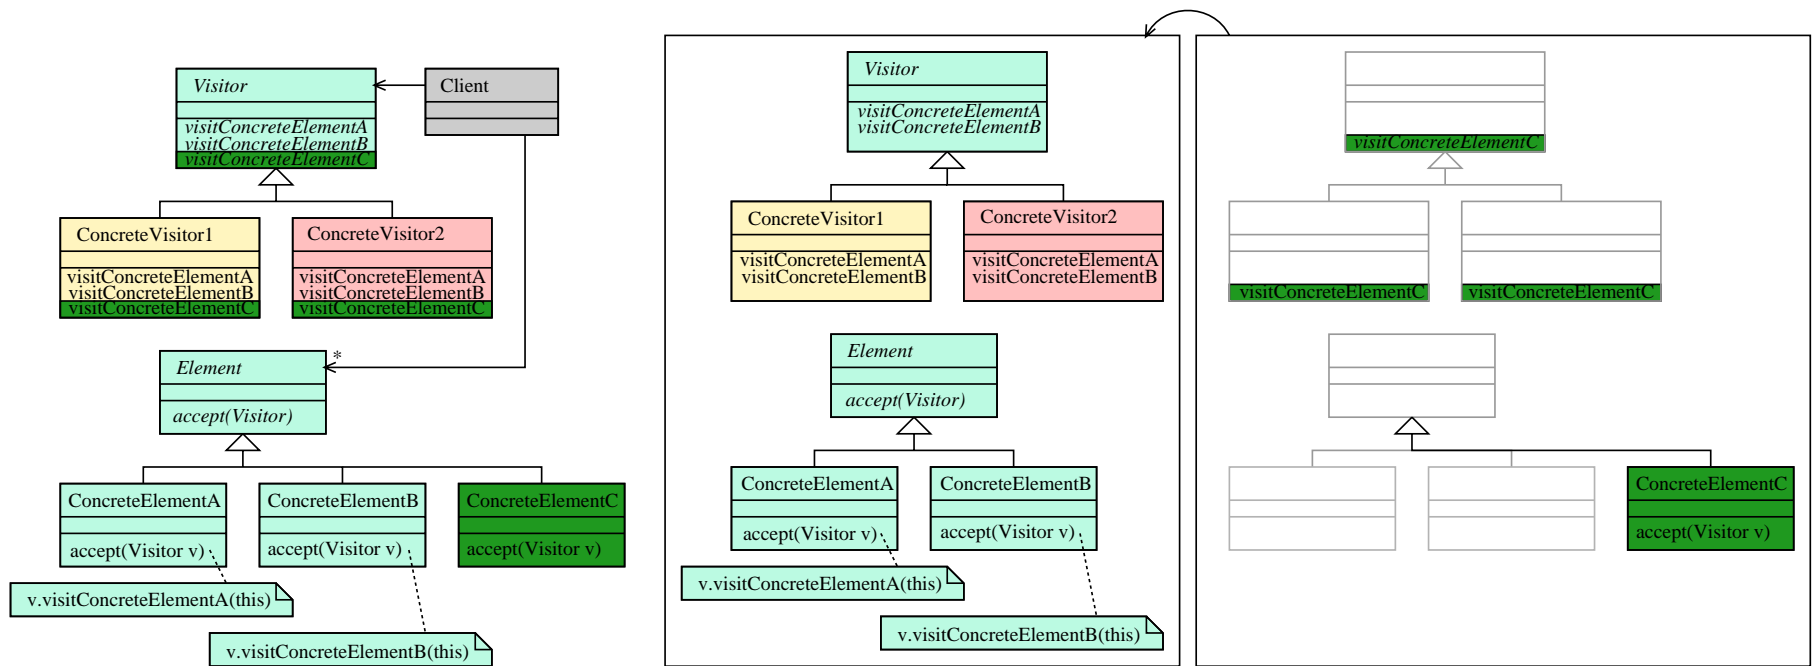 Visitor
visitConcreteElementA
visitConcreteElementB
visitConcreteElementC
Client
ConcreteVisitor1
visitConcreteElementA
visitConcreteElementB
visitConcreteElementC
ConcreteVisitor2
visitConcreteElementA
visitConcreteElementB
visitConcreteElementC
*
Element
accept(Visitor)
ConcreteElementA
accept(Visitor v)
ConcreteElementB
accept(Visitor v)
ConcreteElementC
accept(Visitor v)
v.visitConcreteElementA(this)
v.visitConcreteElementB(this)
Visitor
visitConcreteElementA
visitConcreteElementB
ConcreteVisitor1
visitConcreteElementA
visitConcreteElementB
ConcreteVisitor2
visitConcreteElementA
visitConcreteElementB
Element
accept(Visitor)
ConcreteElementA
accept(Visitor v)
ConcreteElementB
accept(Visitor v)
v.visitConcreteElementA(this)
v.visitConcreteElementB(this)
visitConcreteElementC
visitConcreteElementC
visitConcreteElementC
ConcreteElementC
accept(Visitor v)